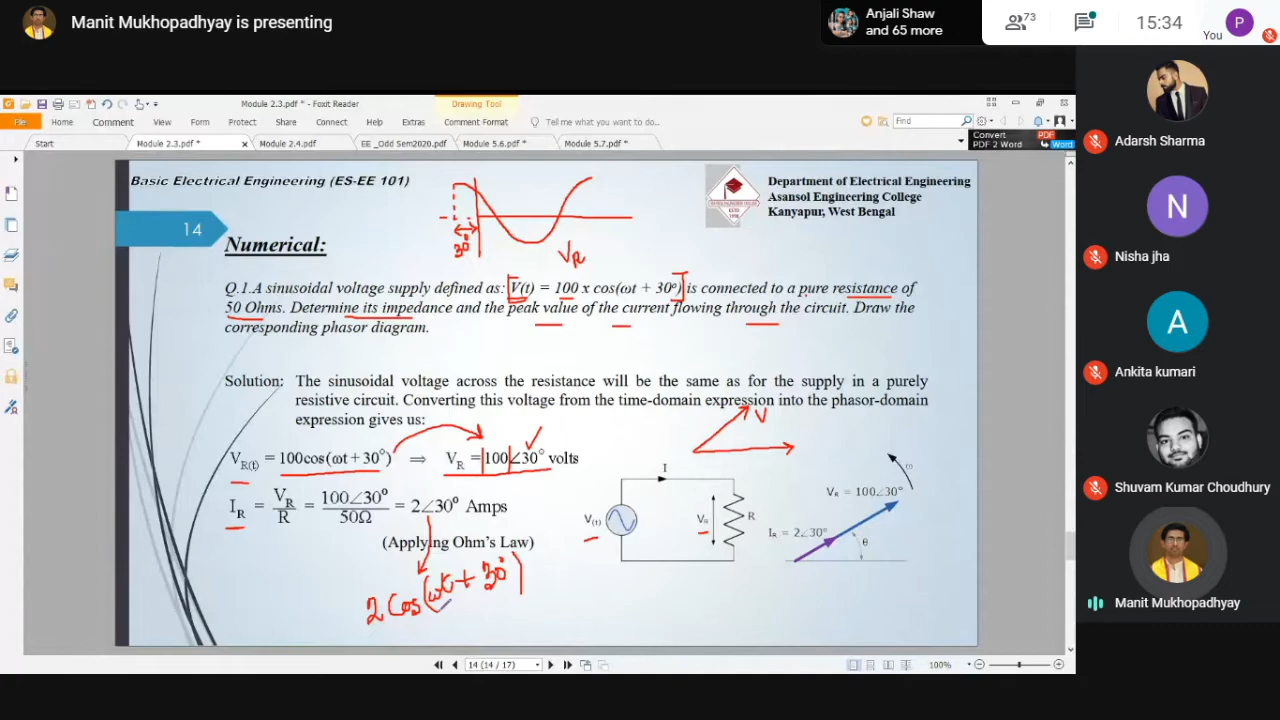 Manit Mukhopadhyay is presenting
Anjali Shaw
and 65 more
73
15:34
You
P
Module 2.3.pdf * - Foxit Reader
Drawing Tool
File Home Comment View Form Protect Share Connect Help Extras Comment Format Tell me what you want to do...
Find
Start Module 2.3.pdf * Module 2.4.pdf EE _Odd Sem2020.pdf Module 5.6.pdf * Module 5.7.pdf *
Convert PDF
PDF 2 Word Word
Basic Electrical Engineering (ES-EE 101)
Department of Electrical Engineering
Asansol Engineering College
Kanyapur, West Bengal
14
Numerical:
30°
VR
Q.1.A sinusoidal voltage supply defined as: V(t) = 100 x cos(ωt + 30°) is connected to a pure resistance of
50 Ohms. Determine its impedance and the peak value of the current flowing through the circuit. Draw the
corresponding phasor diagram.
Solution: The sinusoidal voltage across the resistance will be the same as for the supply in a purely
resistive circuit. Converting this voltage from the time-domain expression into the phasor-domain
expression gives us:
V
VR(t) = 100cos(ωt + 30°) ⇒ VR = 100∠30° volts
IR = VR/R = 100∠30°/50Ω = 2∠30° Amps
(Applying Ohm's Law)
2 cos(ωt + 30°)
I
V(t)
VR
R
ω
VR = 100∠30°
IR = 2∠30°
θ
14 (14 / 17)
100%
Adarsh Sharma
N
Nisha jha
A
Ankita kumari
Shuvam Kumar Choudhury
Manit Mukhopadhyay